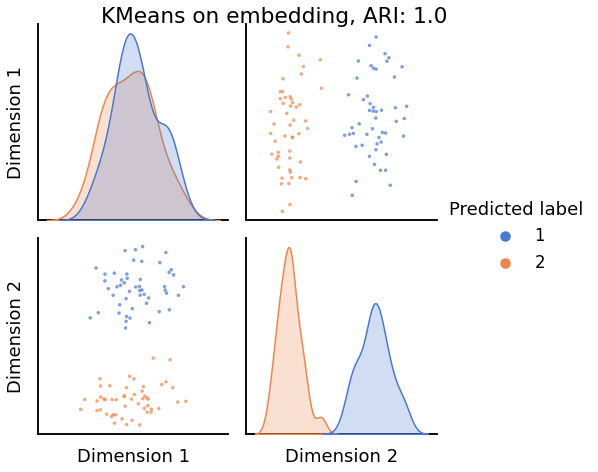 KMeans on embedding, ARI: 1.0
Dimension 1
Predicted label
1
2
Dimension 2
Dimension 1
Dimension 2